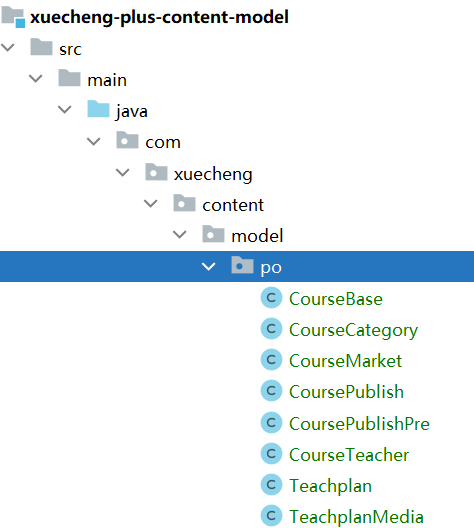 xuecheng-plus-content-model
src
main
java
com
xuecheng
content
model
po
CourseBase
CourseCategory
CourseMarket
CoursePublish
CoursePublishPre
CourseTeacher
Teachplan
TeachplanMedia